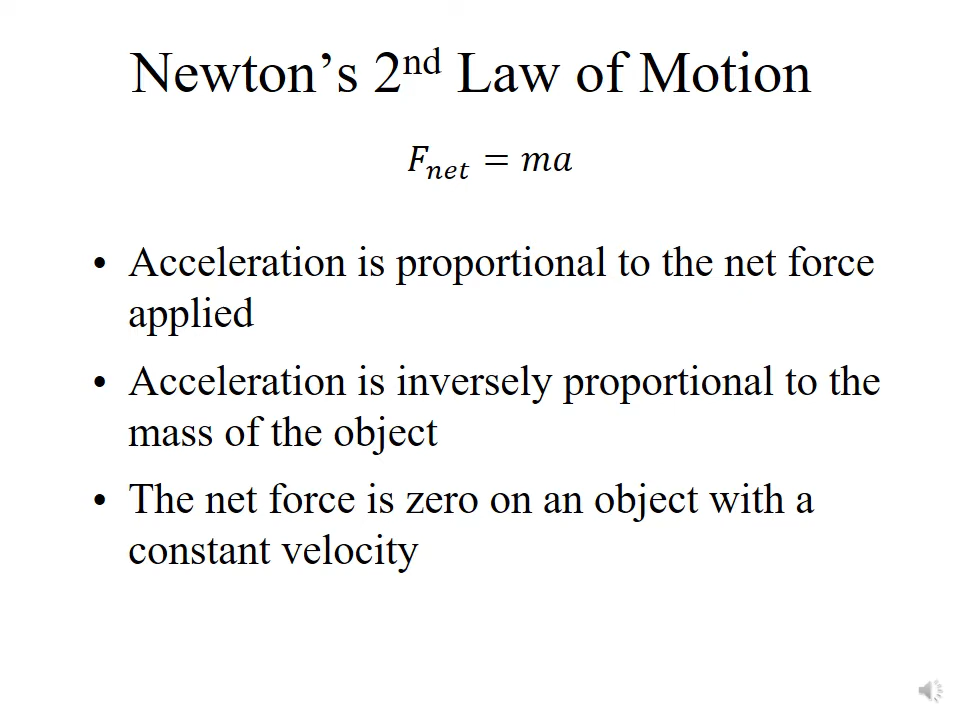 Newton’s 2nd Law of Motion
F_net = ma
• Acceleration is proportional to the net force
applied
• Acceleration is inversely proportional to the
mass of the object
• The net force is zero on an object with a
constant velocity